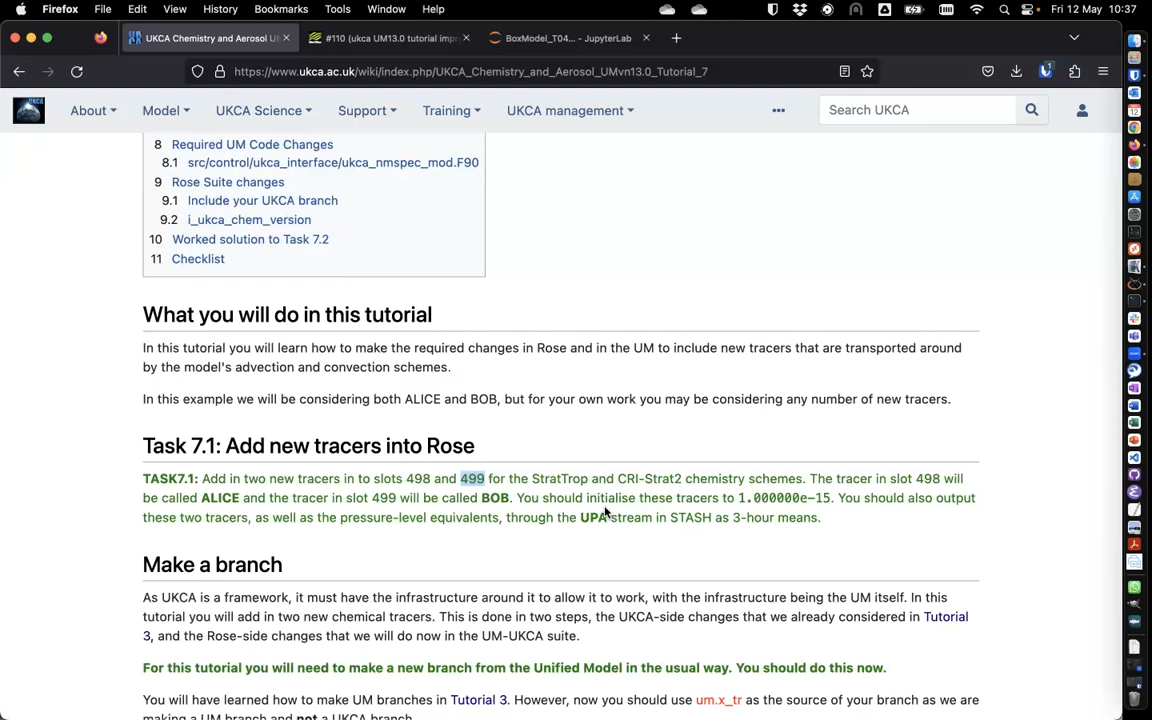 Firefox File Edit View History Bookmarks Tools Window Help Fri 12 May 10:37
UKCA Chemistry and Aerosol U #110 (ukca UM13.0 tutorial imp BoxModel_T04... - JupyterLab
https://www.ukca.ac.uk/wiki/index.php/UKCA_Chemistry_and_Aerosol_UMvn13.0_Tutorial_7
About Model UKCA Science Support Training UKCA management Search UKCA
8 Required UM Code Changes
8.1 src/control/ukca_interface/ukca_nmspec_mod.F90
9 Rose Suite changes
9.1 Include your UKCA branch
9.2 i_ukca_chem_version
10 Worked solution to Task 7.2
11 Checklist
What you will do in this tutorial
In this tutorial you will learn how to make the required changes in Rose and in the UM to include new tracers that are transported around
by the model's advection and convection schemes.
In this example we will be considering both ALICE and BOB, but for your own work you may be considering any number of new tracers.
Task 7.1: Add new tracers into Rose
TASK7.1: Add in two new tracers in to slots 498 and 499 for the StratTrop and CRI-Strat2 chemistry schemes. The tracer in slot 498 will
be called ALICE and the tracer in slot 499 will be called BOB. You should initialise these tracers to 1.000000e-15. You should also output
these two tracers, as well as the pressure-level equivalents, through the UPA stream in STASH as 3-hour means.
Make a branch
As UKCA is a framework, it must have the infrastructure around it to allow it to work, with the infrastructure being the UM itself. In this
tutorial you will add in two new chemical tracers. This is done in two steps, the UKCA-side changes that we already considered in Tutorial
3, and the Rose-side changes that we will do now in the UM-UKCA suite.
For this tutorial you will need to make a new branch from the Unified Model in the usual way. You should do this now.
You will have learned how to make UM branches in Tutorial 3. However, now you should use um.x_tr as the source of your branch as we are
making a UM branch and not a UKCA branch.